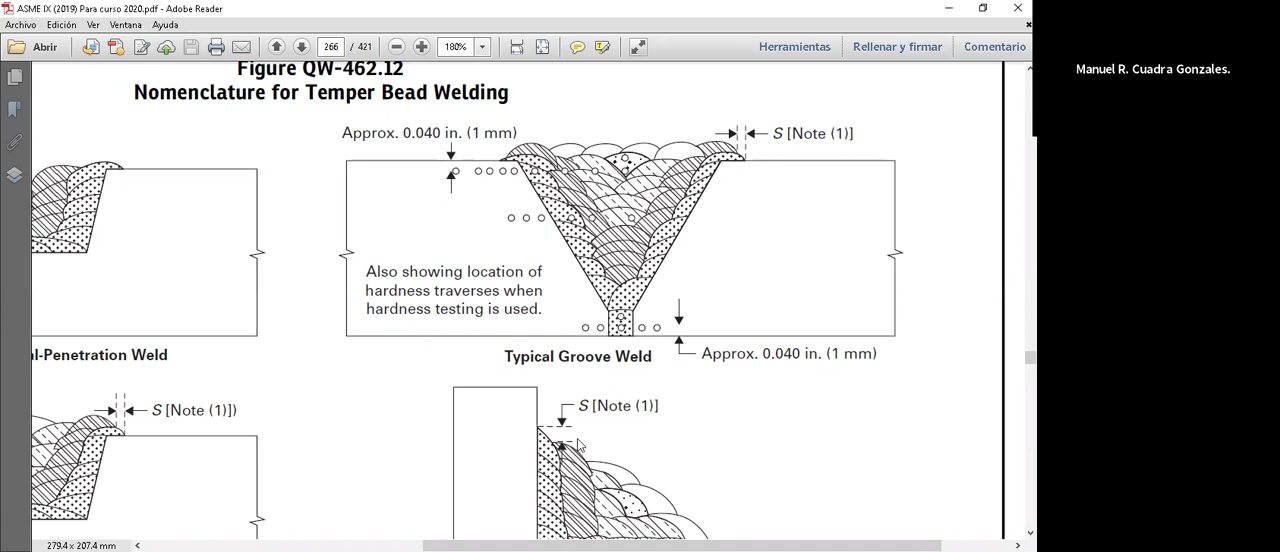 ASME IX (2019) Para curso 2020.pdf - Adobe Reader
Archivo Edición Ver Ventana Ayuda
Abrir 266 / 421 180% Herramientas Rellenar y firmar Comentario
Manuel R. Cuadra Gonzales.
Figure QW-462.12
Nomenclature for Temper Bead Welding
Approx. 0.040 in. (1 mm)
S [Note (1)]
Also showing location of
hardness traverses when
hardness testing is used.
al-Penetration Weld
Typical Groove Weld
Approx. 0.040 in. (1 mm)
S [Note (1)])
S [Note (1)]
279.4 x 207.4 mm